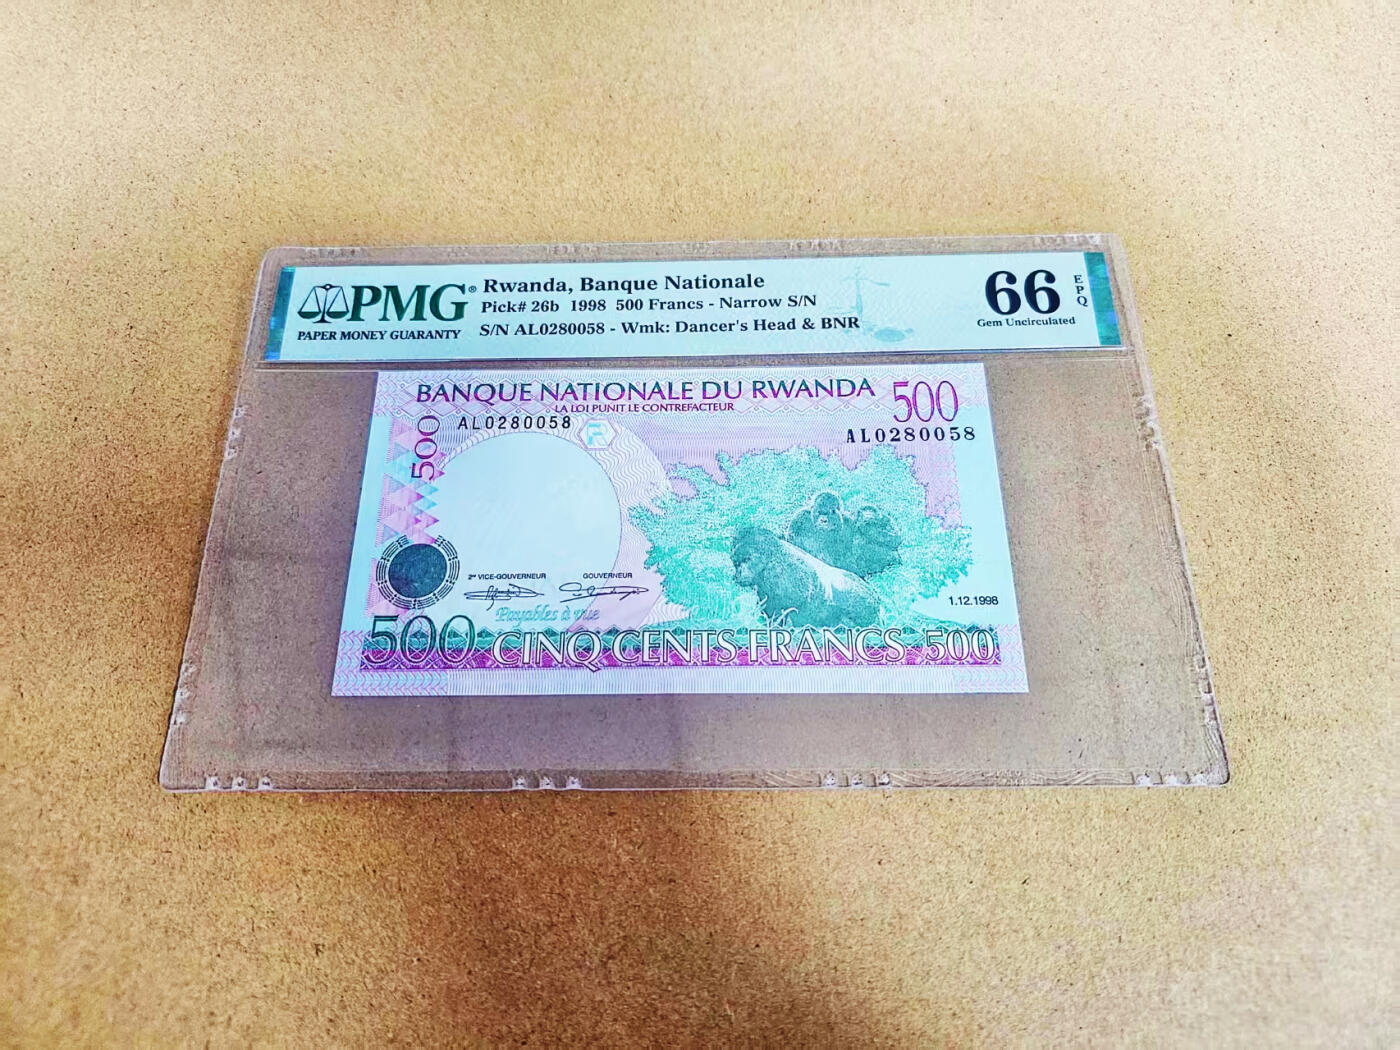 PMG®
PAPER MONEY GUARANTY
Rwanda, Banque Nationale
Pick# 26b 1998 500 Francs - Narrow S/N
S/N AL0280058 - Wmk: Dancer's Head & BNR
66
EPQ
Gem Uncirculated
BANQUE NATIONALE DU RWANDA
500
LA LOI PUNIT LE CONTREFACTEUR
AL0280058
AL0280058
500
2e VICE-GOUVERNEUR
GOUVERNEUR
Payables à vue
1.12.1998
500 CINQ CENTS FRANCS 500